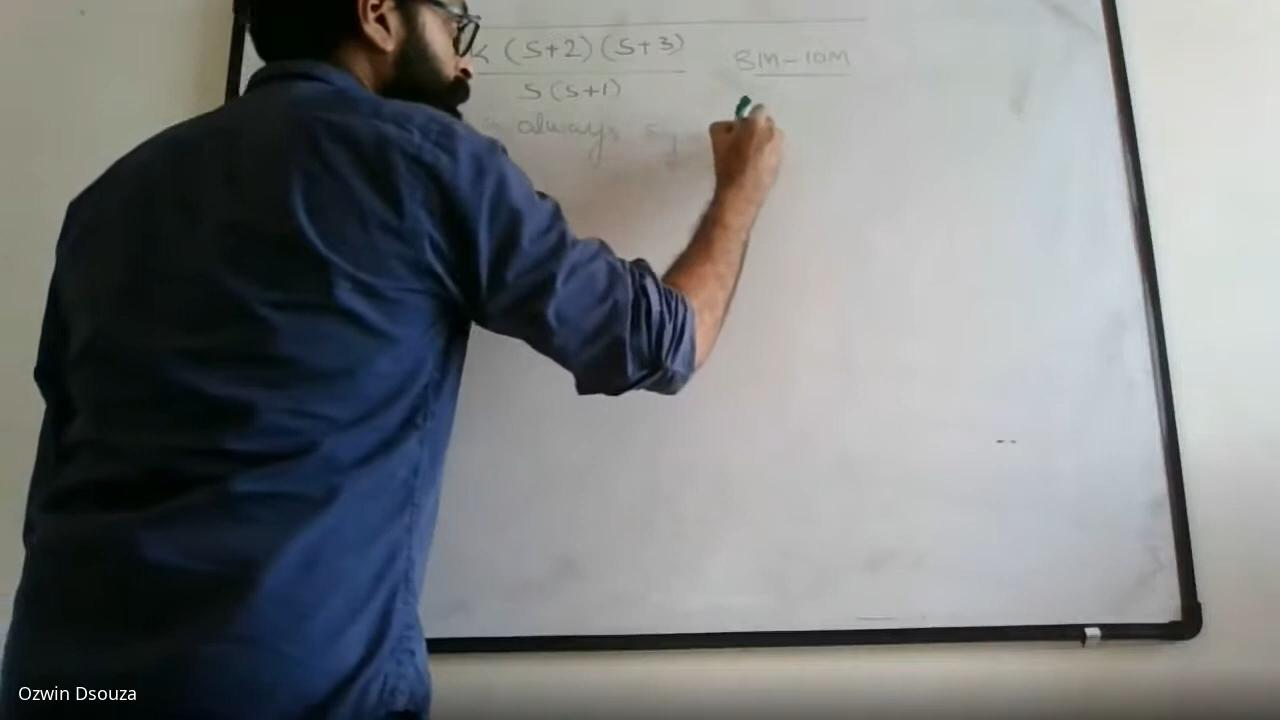 K (S+2) (S+3)
8M-10M
S(S+1)
always
Ozwin Dsouza